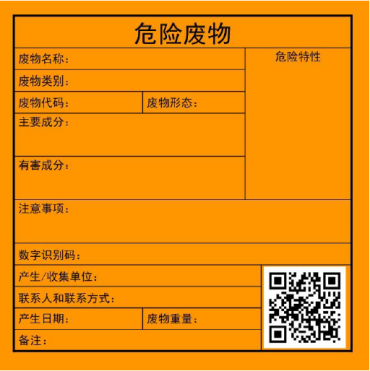 危险废物
废物名称：
危险特性
废物类别：
废物代码：
废物形态：
主要成分：
有害成分：
注意事项：
数字识别码：
产生/收集单位：
联系人和联系方式：
产生日期：
废物重量：
备注：